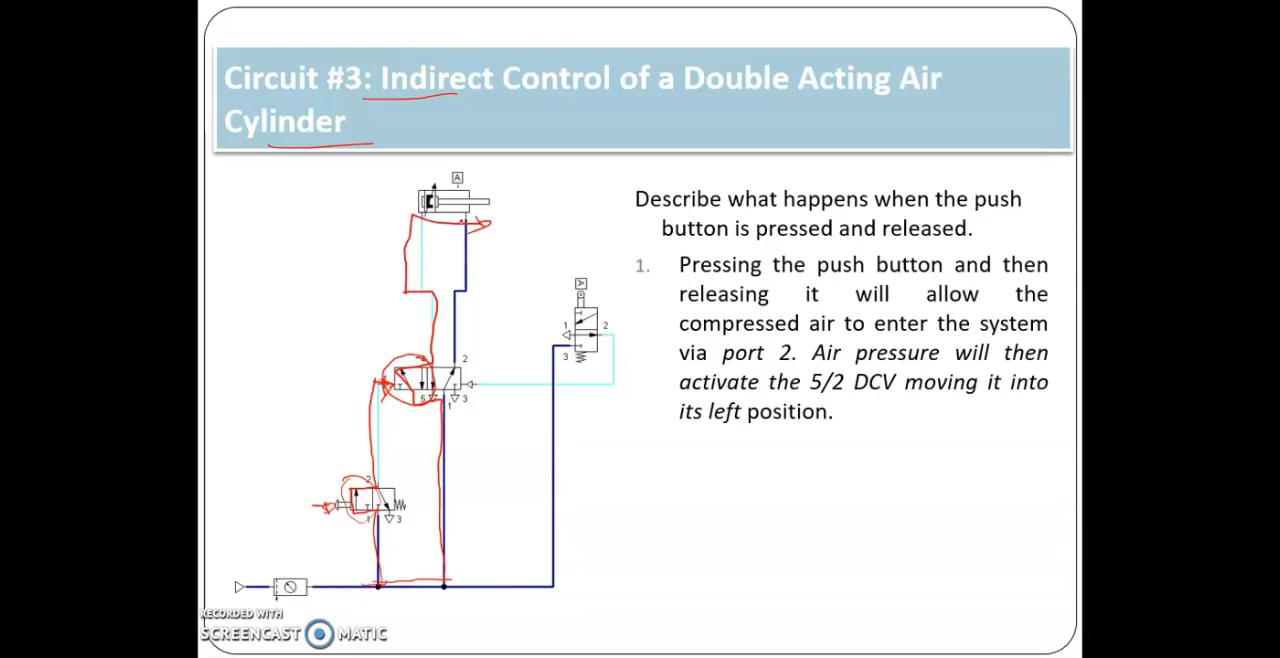 Circuit #3: Indirect Control of a Double Acting Air
Cylinder
A
Describe what happens when the push
button is pressed and released.
1. Pressing the push button and then
releasing it will allow the
compressed air to enter the system
via port 2. Air pressure will then
activate the 5/2 DCV moving it into
its left position.
A
1 2
3
2
5 1 3
2
1 3
RECORDED WITH
SCREENCAST MATIC